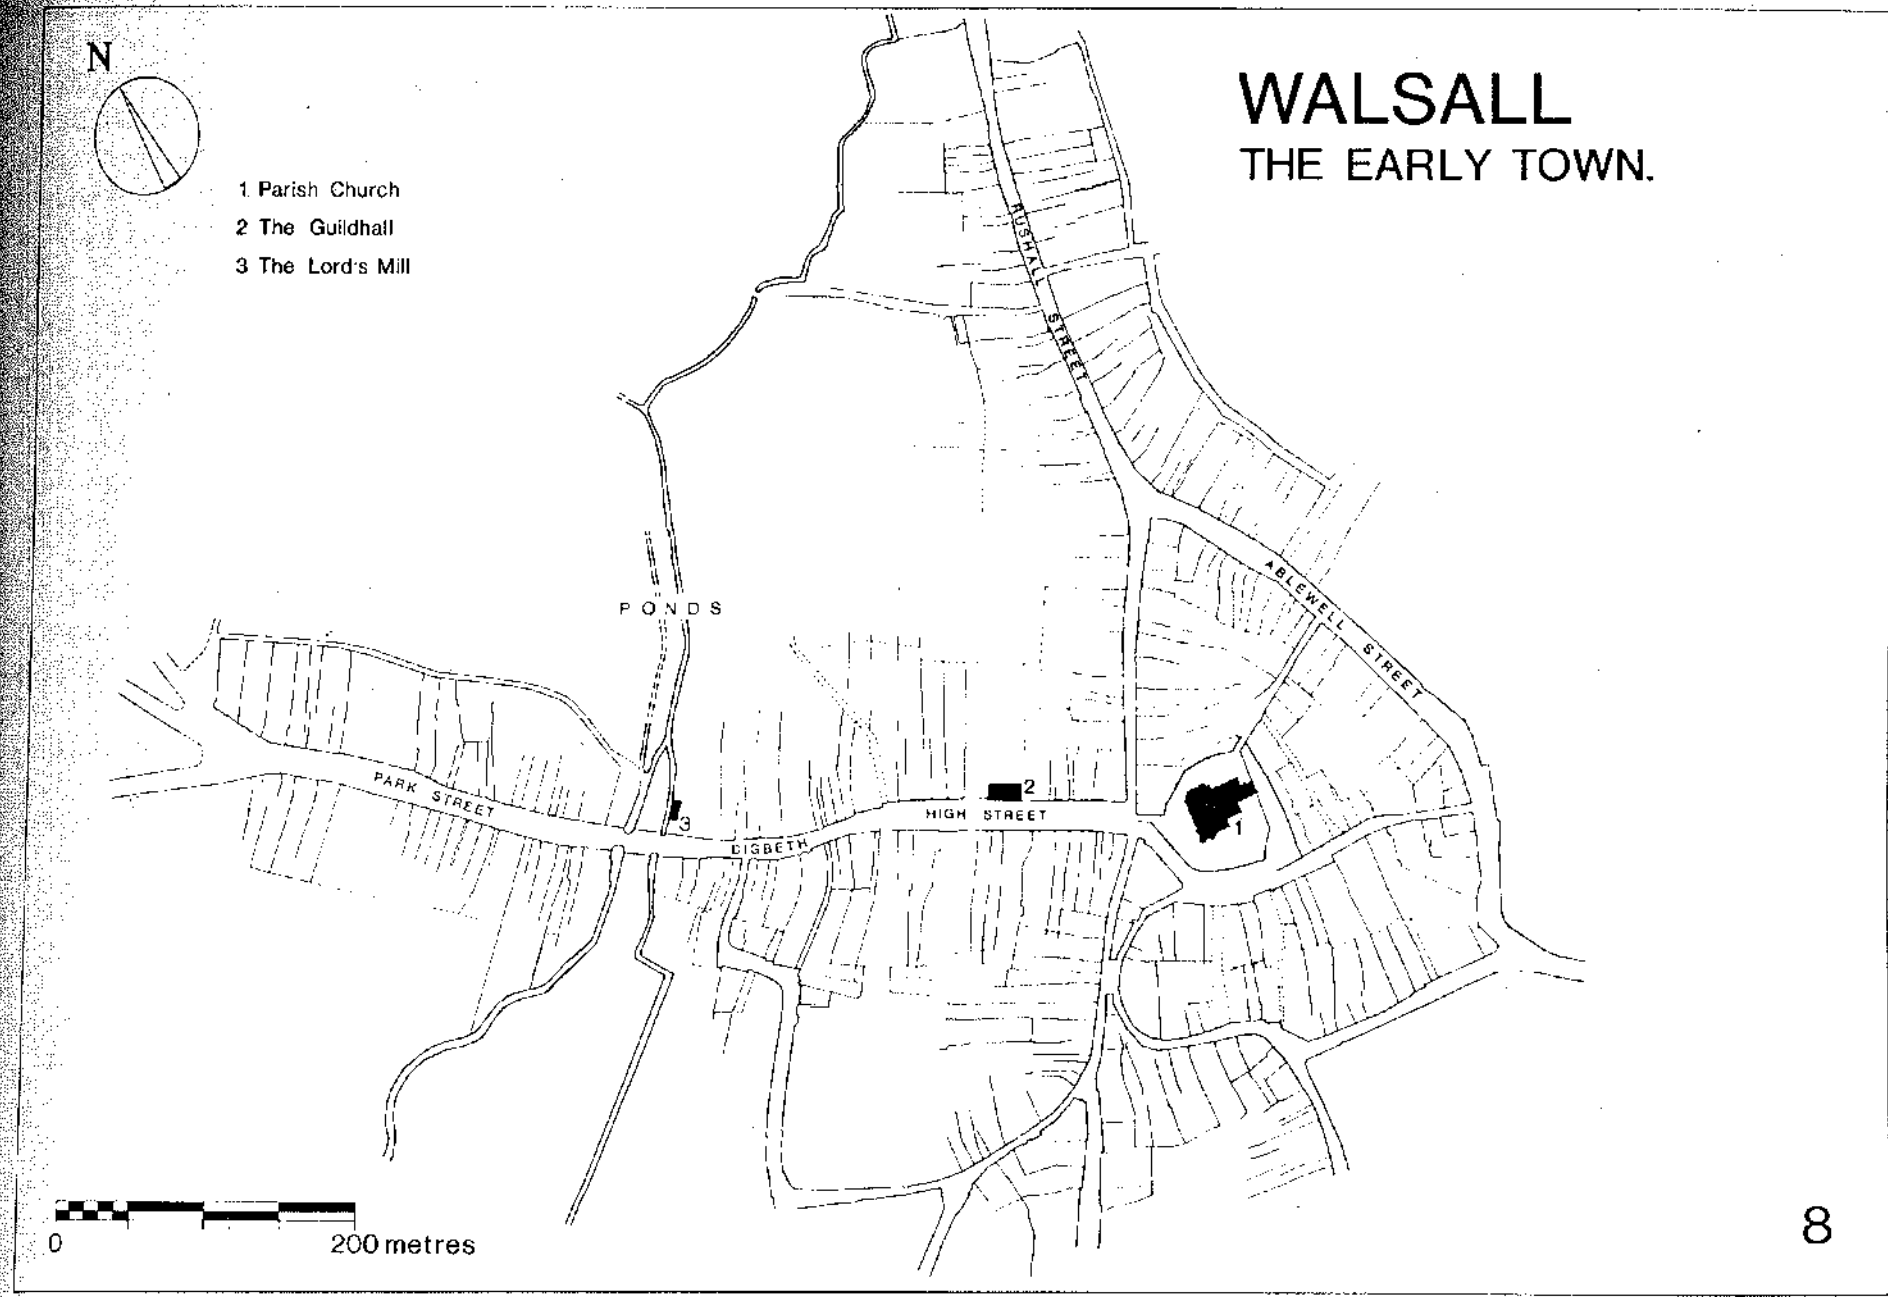 N
WALSALL
THE EARLY TOWN.
1 Parish Church
2 The Guildhall
3 The Lord's Mill
RUSHALL STREET
ABLEWELL STREET
PONDS
PARK STREET
2
HIGH STREET
3
DIGBETH
1
0 200 metres
8